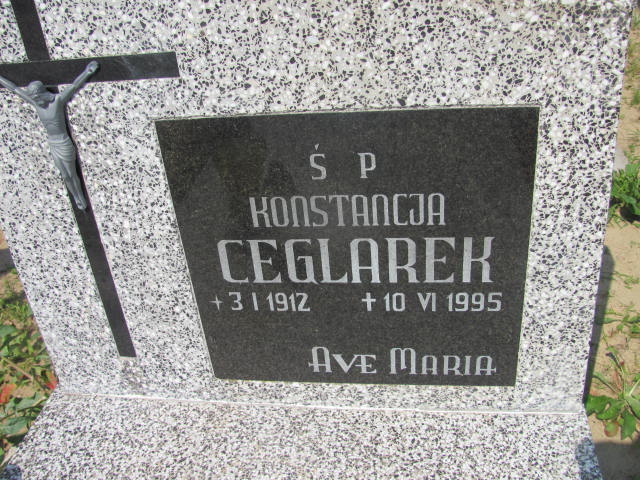 Ś P
KONSTANCJA
CEGLAREK
+ 3 I 1912 + 10 VI 1995
AVE MARIA